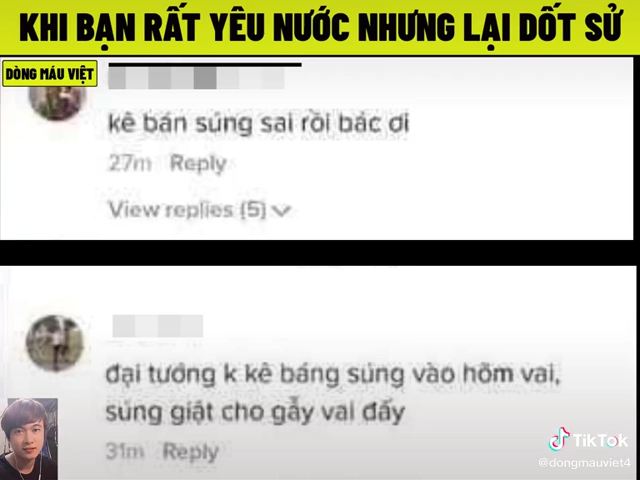 KHI BẠN RẤT YÊU NƯỚC NHƯNG LẠI DỐT SỬ
DÒNG MÁU VIỆT
kê bán súng sai rồi bác ơi
27m Reply
View replies (5)
đại tướng k kê báng súng vào hõm vai,
súng giật cho gẫy vai đấy
31m Reply
TikTok
@dongmauviet4